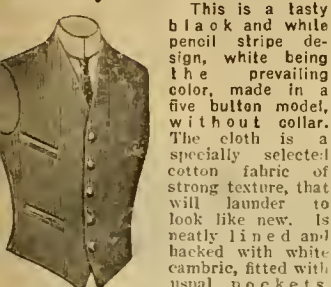 This is a tasty
black and white
pencil stripe de-
sign, white being
the prevailing
color, made in a
five button model,
without collar.
The cloth is a
specially selected
cotton fabric of
strong texture, that
will launder to
look like new. Is
neatly lined and
backed with white
cambric, fitted with
usual pockets